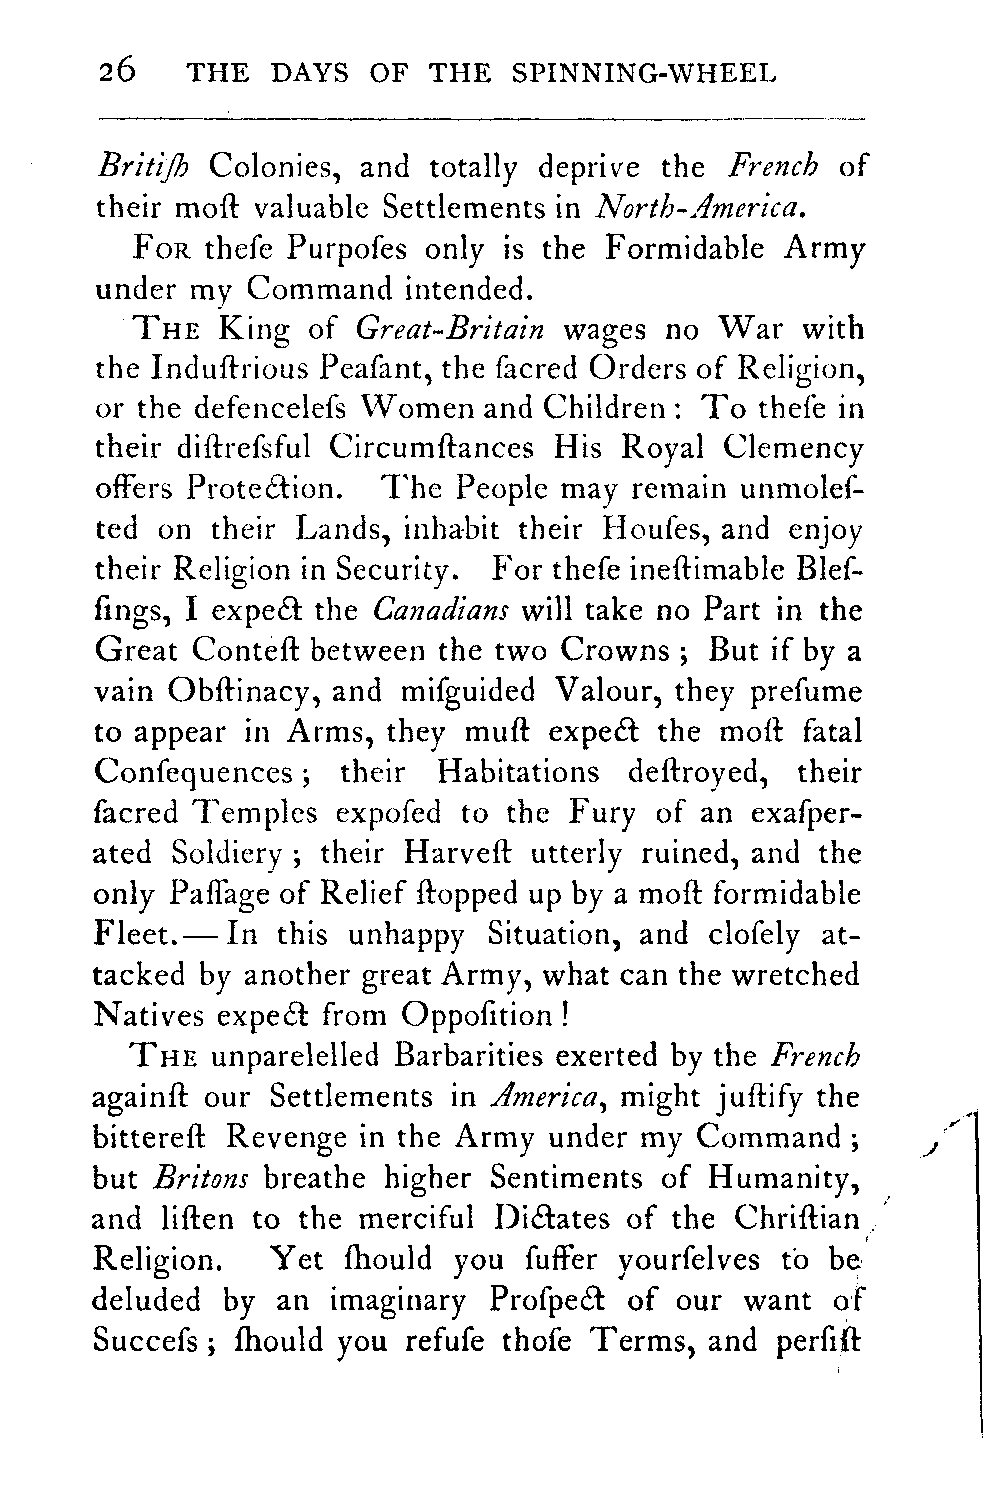 26 THE DAYS OF THE SPINNING-WHEEL
Britiſh Colonies, and totally deprive the French of
their moſt valuable Settlements in North-America.
FOR theſe Purpoſes only is the Formidable Army
under my Command intended.
THE King of Great-Britain wages no War with
the Induſtrious Peaſant, the ſacred Orders of Religion,
or the defenceleſs Women and Children: To theſe in
their diſtreſsful Circumſtances His Royal Clemency
offers Protection. The People may remain unmoleſ-
ted on their Lands, inhabit their Houſes, and enjoy
their Religion in Security. For theſe ineſtimable Bleſ-
ſings, I expect the Canadians will take no Part in the
Great Conteſt between the two Crowns; But if by a
vain Obſtinacy, and miſguided Valour, they preſume
to appear in Arms, they muſt expect the moſt fatal
Conſequences; their Habitations deſtroyed, their
ſacred Temples expoſed to the Fury of an exaſper-
ated Soldiery; their Harveſt utterly ruined, and the
only Paſſage of Relief ſtopped up by a moſt formidable
Fleet.— In this unhappy Situation, and cloſely at-
tacked by another great Army, what can the wretched
Natives expect from Oppoſition!
THE unparelelled Barbarities exerted by the French
againſt our Settlements in America, might juſtify the
bittereſt Revenge in the Army under my Command;
but Britons breathe higher Sentiments of Humanity,
and liſten to the merciful Dictates of the Chriſtian
Religion. Yet ſhould you ſuffer yourſelves to be
deluded by an imaginary Proſpect of our want of
Succeſs; ſhould you refuſe thoſe Terms, and perſiſt